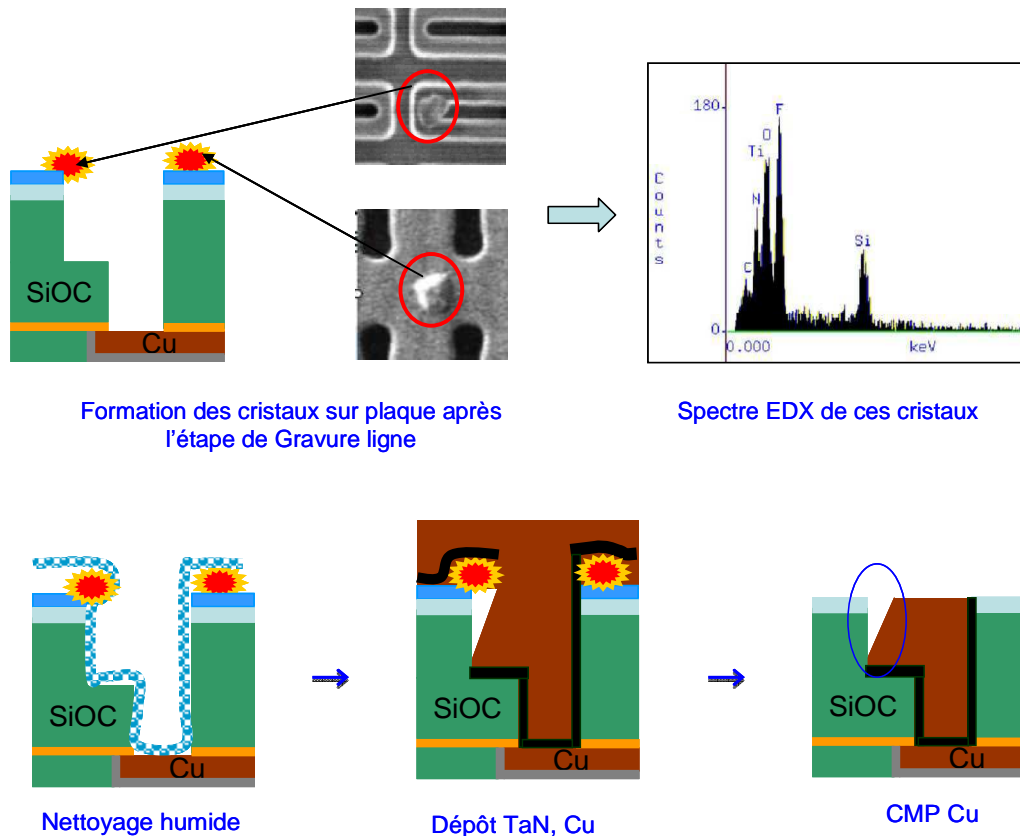 SiOC
Cu
180
0
Counts
C
N
Ti
O
F
Si
0.000
keV
Formation des cristaux sur plaque après
l'étape de Gravure ligne
Spectre EDX de ces cristaux
SiOC
Cu
Nettoyage humide
SiOC
Cu
Dépôt TaN, Cu
SiOC
Cu
CMP Cu